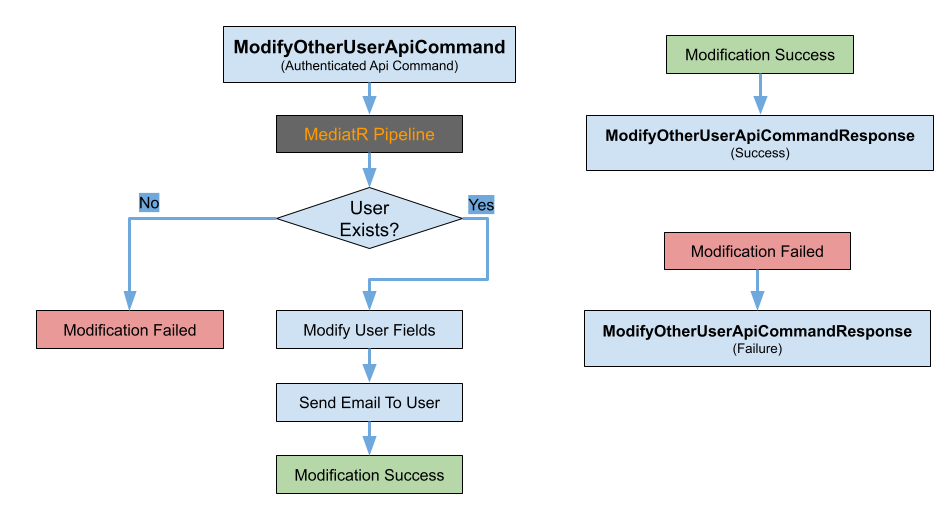 ModifyOtherUserApiCommand
(Authenticated Api Command)
MediatR Pipeline
User
Exists?
No
Yes
Modification Failed
Modify User Fields
Send Email To User
Modification Success
Modification Success
ModifyOtherUserApiCommandResponse
(Success)
Modification Failed
ModifyOtherUserApiCommandResponse
(Failure)